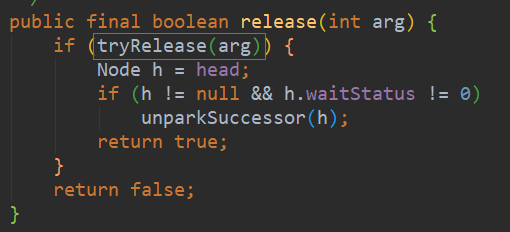 */
public final boolean release(int arg) {
    if (tryRelease(arg)) {
        Node h = head;
        if (h != null && h.waitStatus != 0)
            unparkSuccessor(h);
        return true;
    }
    return false;
}